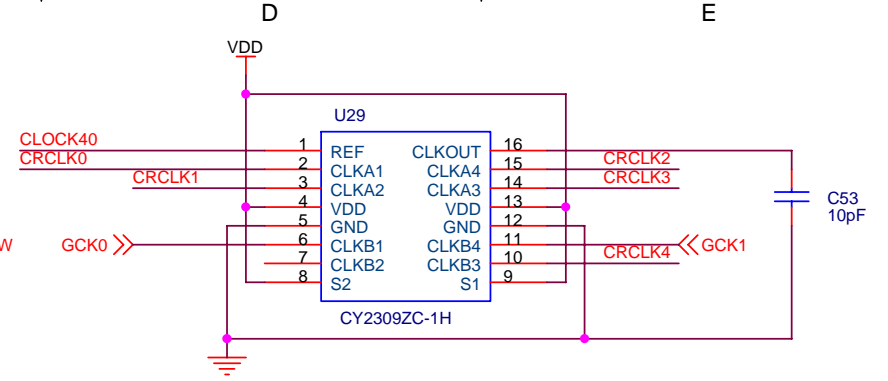 D
E
VDD
U29
CLOCK40
1
REF
CLKOUT
16
CRCLK0
2
CLKA1
CLKA4
15
CRCLK2
CRCLK1
3
CLKA2
CLKA3
14
CRCLK3
4
VDD
VDD
13
5
GND
GND
12
W
GCK0
6
CLKB1
CLKB4
11
GCK1
7
CLKB2
CLKB3
10
CRCLK4
8
S2
S1
9
CY2309ZC-1H
C53
10pF